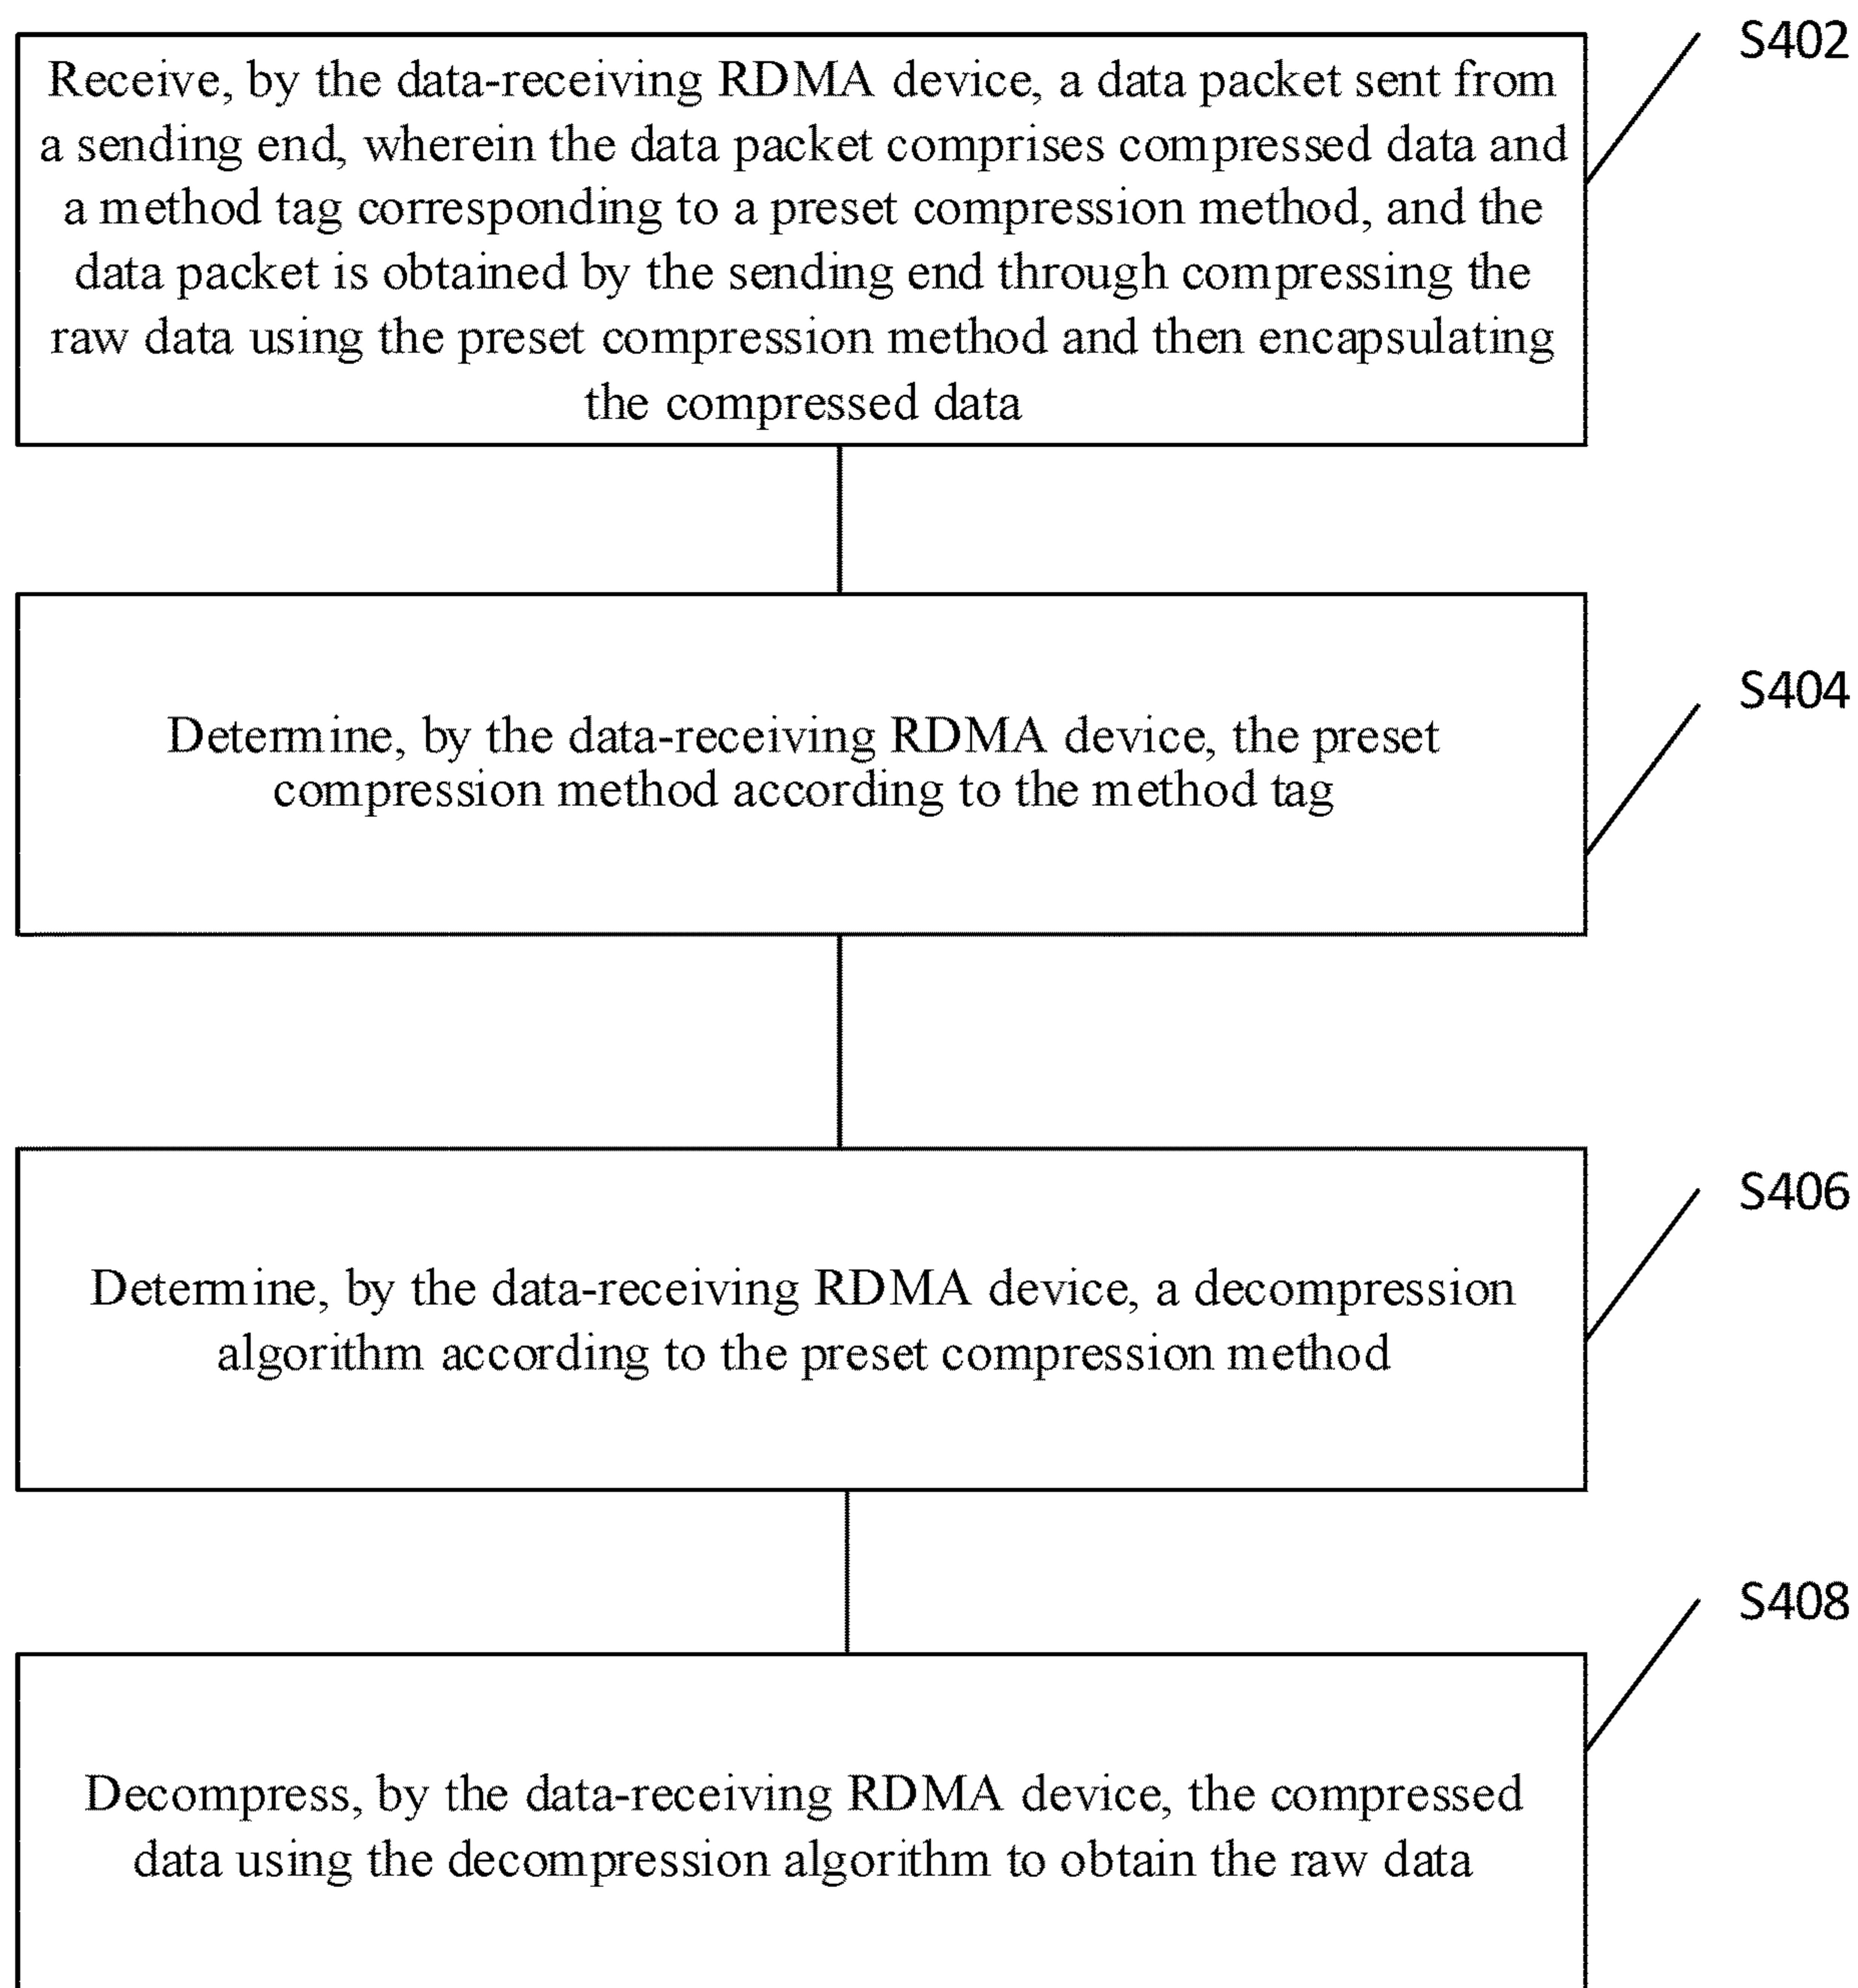 S402
Receive, by the data-receiving RDMA device, a data packet sent from
a sending end, wherein the data packet comprises compressed data and
a method tag corresponding to a preset compression method, and the
data packet is obtained by the sending end through compressing the
raw data using the preset compression method and then encapsulating
the compressed data
S404
Determine, by the data-receiving RDMA device, the preset
compression method according to the method tag
S406
Determine, by the data-receiving RDMA device, a decompression
algorithm according to the preset compression method
S408
Decompress, by the data-receiving RDMA device, the compressed
data using the decompression algorithm to obtain the raw data